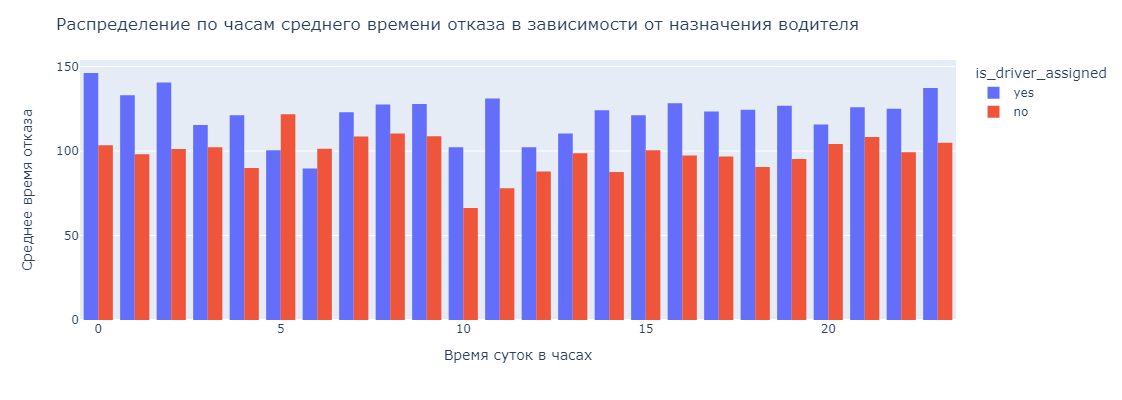 Распределение по часам среднего времени отказа в зависимости от назначения водителя
150
100
50
0
Среднее время отказа
0 5 10 15 20
Время суток в часах
is_driver_assigned
yes
no